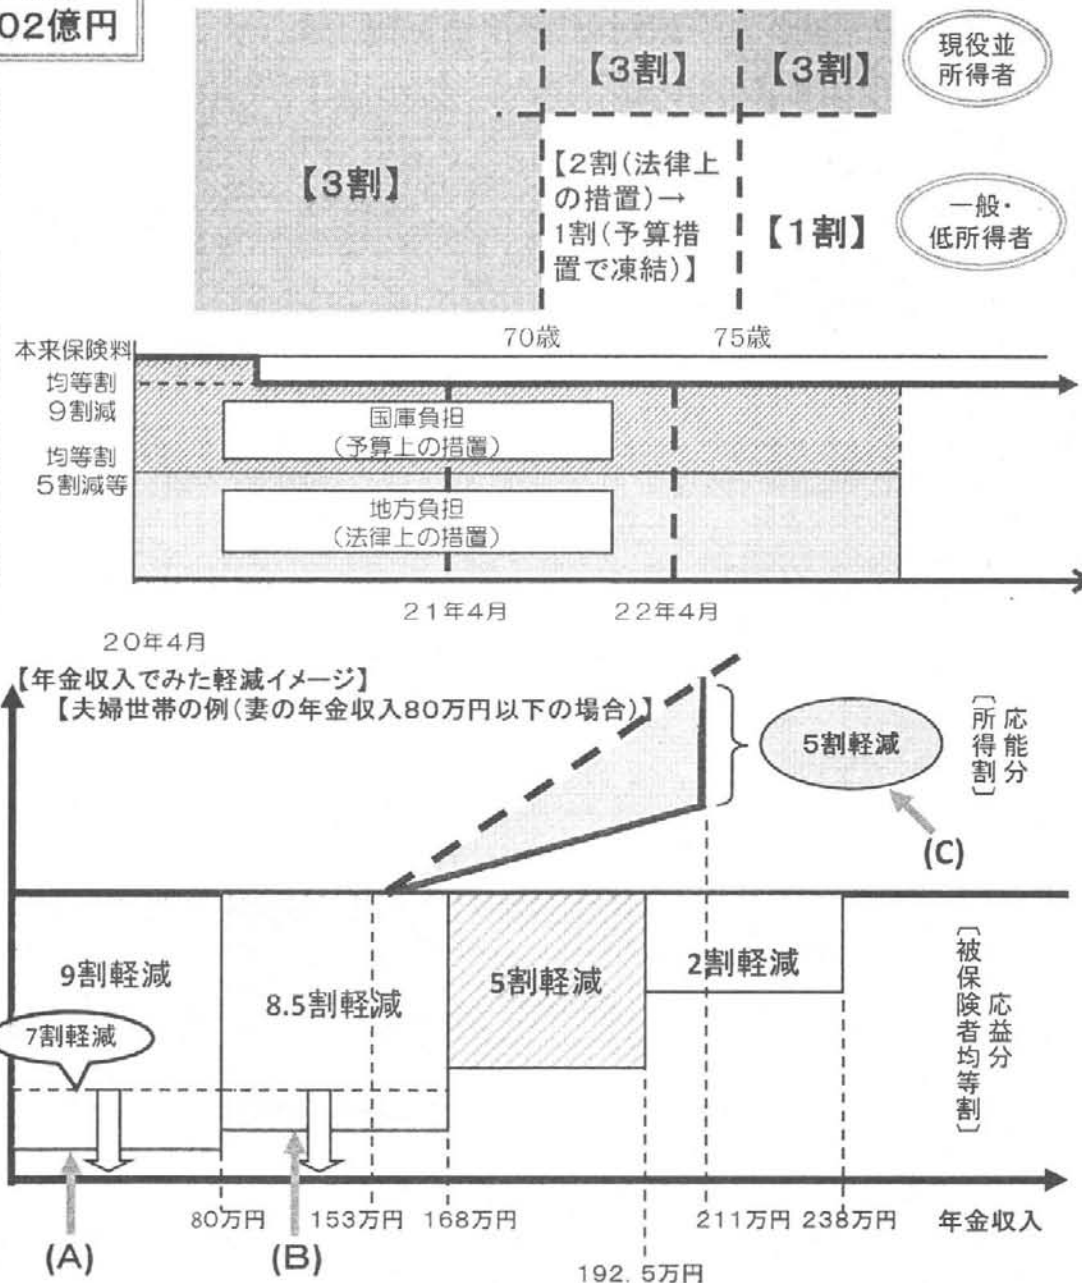 02億円
【3割】
【3割】
現役並
所得者
【3割】
【2割(法律上
の措置)→
1割(予算措
置で凍結)】
【1割】
一般・
低所得者
70歳
75歳
本来保険料
均等割
9割減
均等割
5割減等
国庫負担
(予算上の措置)
地方負担
(法律上の措置)
21年4月
22年4月
20年4月
【年金収入でみた軽減イメージ】
【夫婦世帯の例(妻の年金収入80万円以下の場合)】
5割軽減
応能分
〔所得割〕
(C)
9割軽減
8.5割軽減
5割軽減
2割軽減
7割軽減
応益分
〔被保険者均等割〕
80万円
153万円
168万円
211万円
238万円
年金収入
(A)
(B)
192.5万円